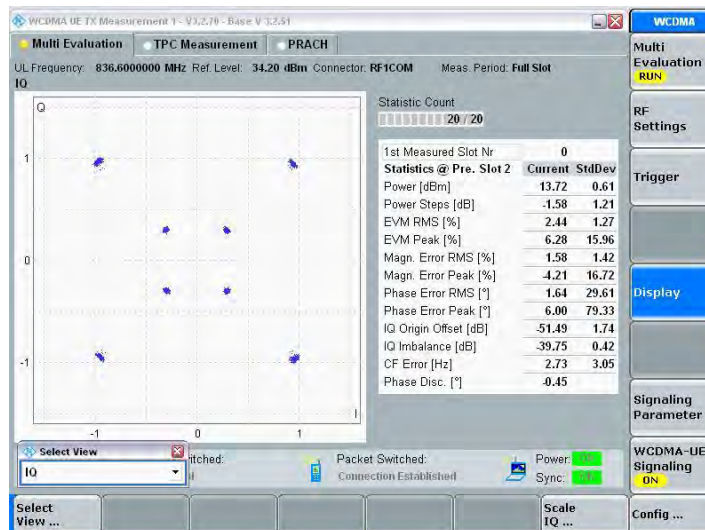 WCDMA UE TX Measurement 1 - V3.2.70 - Base V 3.2.51
WCDMA
Multi Evaluation
TPC Measurement
PRACH
UL Frequency: 836.6000000 MHz Ref. Level: 34.20 dBm Connector: RF1COM Meas. Period: Full Slot
IQ
Q
1
0
-1
-1 0 1
I
Statistic Count
20 / 20
1st Measured Slot Nr 0
Statistics @ Pre. Slot 2 Current StdDev
Power [dBm] 13.72 0.61
Power Steps [dB] -1.58 1.21
EVM RMS [%] 2.44 1.27
EVM Peak [%] 6.28 15.96
Magn. Error RMS [%] 1.58 1.42
Magn. Error Peak [%] -4.21 16.72
Phase Error RMS [°] 1.64 29.61
Phase Error Peak [°] 6.00 79.33
IQ Origin Offset [dB] -51.49 1.74
IQ Imbalance [dB] -39.75 0.42
CF Error [Hz] 2.73 3.05
Phase Disc. [°] -0.45
Select View
IQ
Packet Switched:
Connection Established
Power:
Sync:
Select View ...
Scale IQ ...
Multi Evaluation
RUN
RF Settings
Trigger
Display
Signaling Parameter
WCDMA-UE Signaling
ON
Config ...